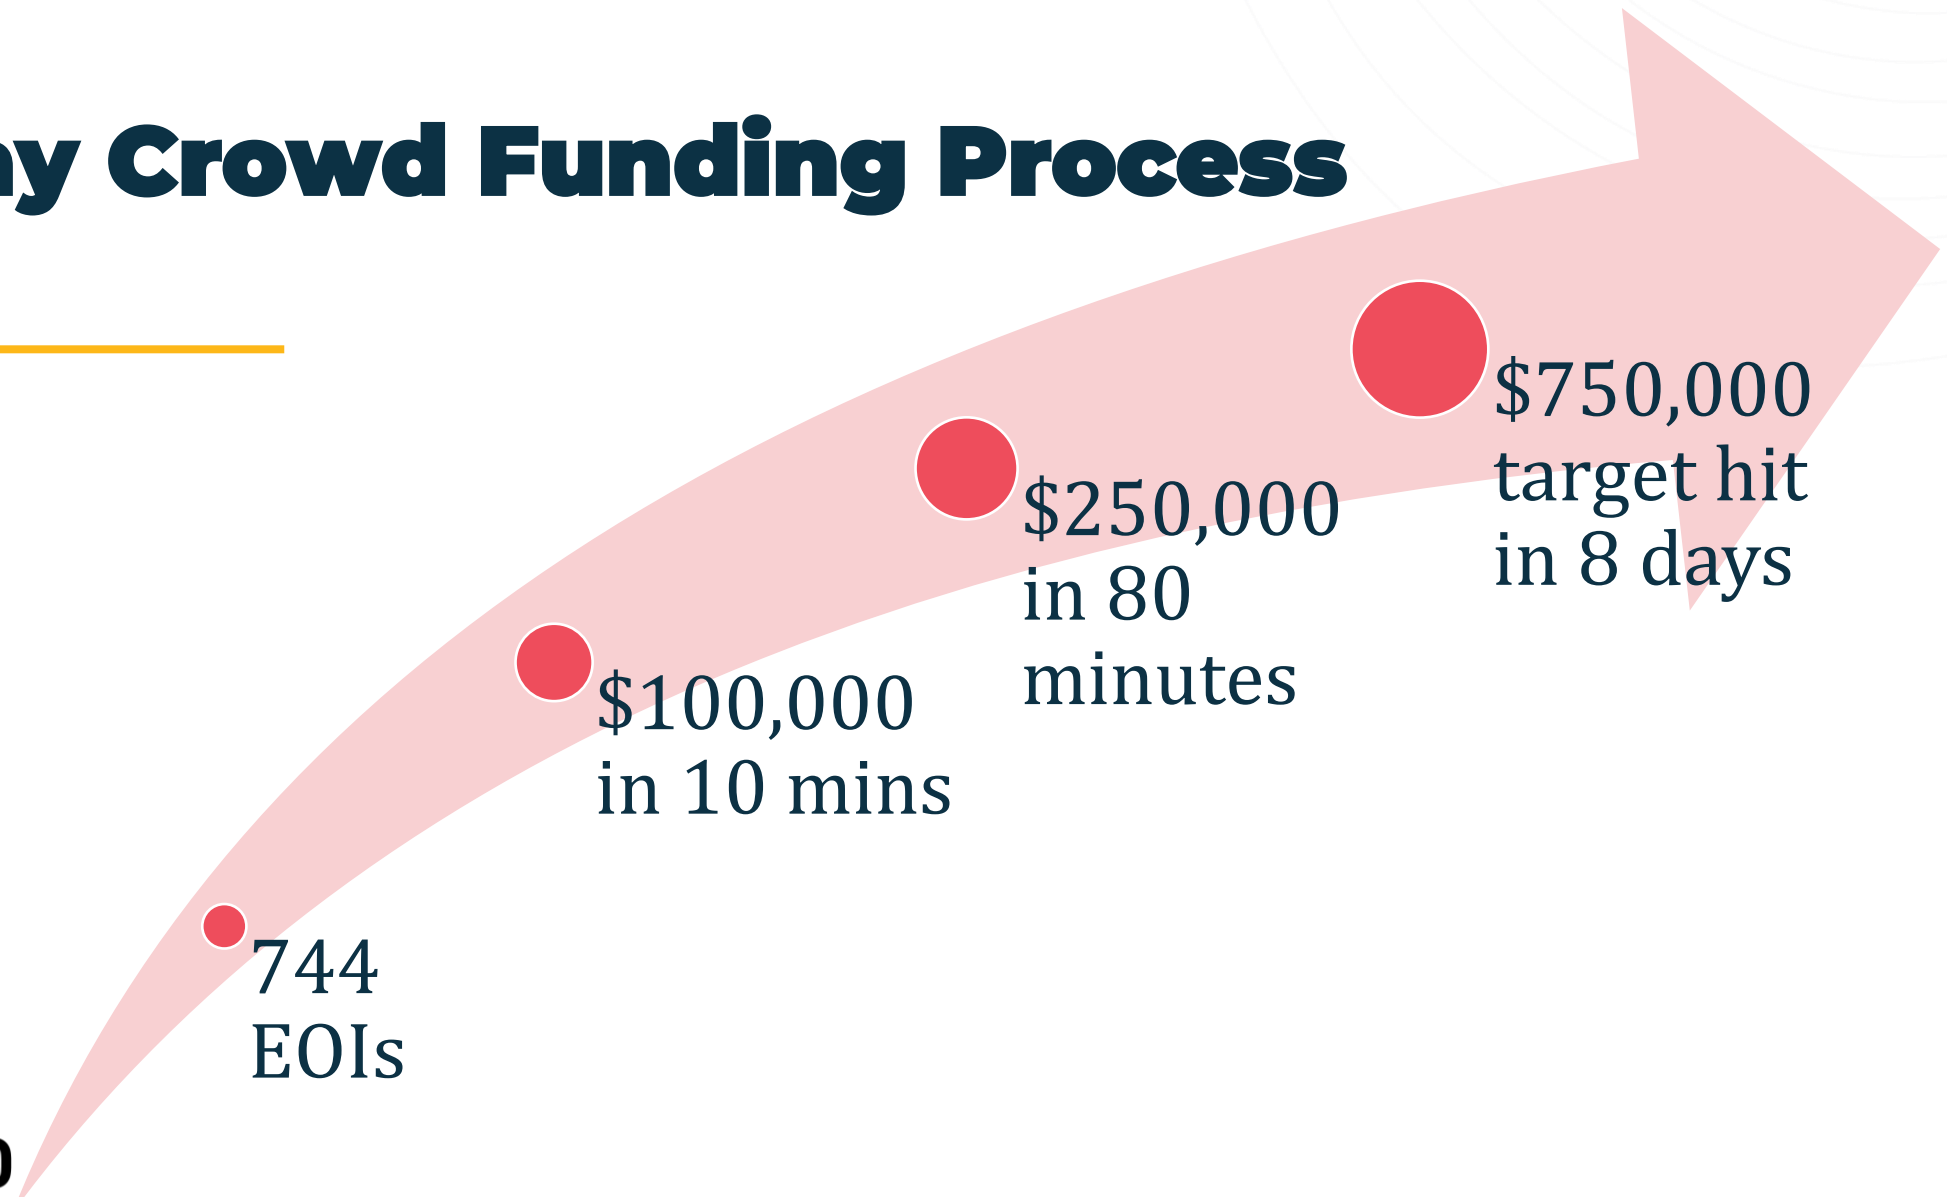 Crowd Funding Process
$750,000
target hit
in 8 days
$250,000
in 80
minutes
$100,000
in 10 mins
744
EOIs